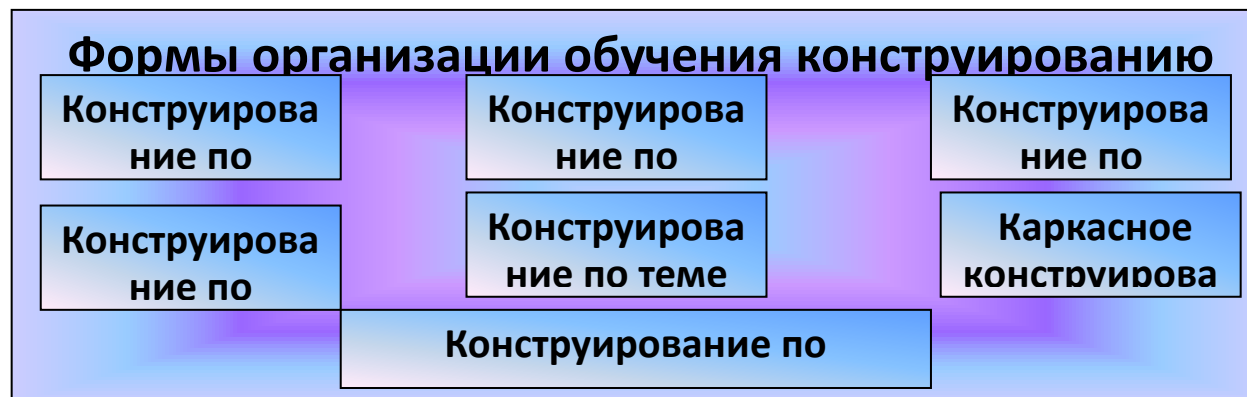 Формы организации обучения конструированию
Конструирова
ние по
Конструирова
ние по
Конструирова
ние по
Конструирова
ние по
Конструирова
ние по теме
Каркасное
конструирова
Конструирование по